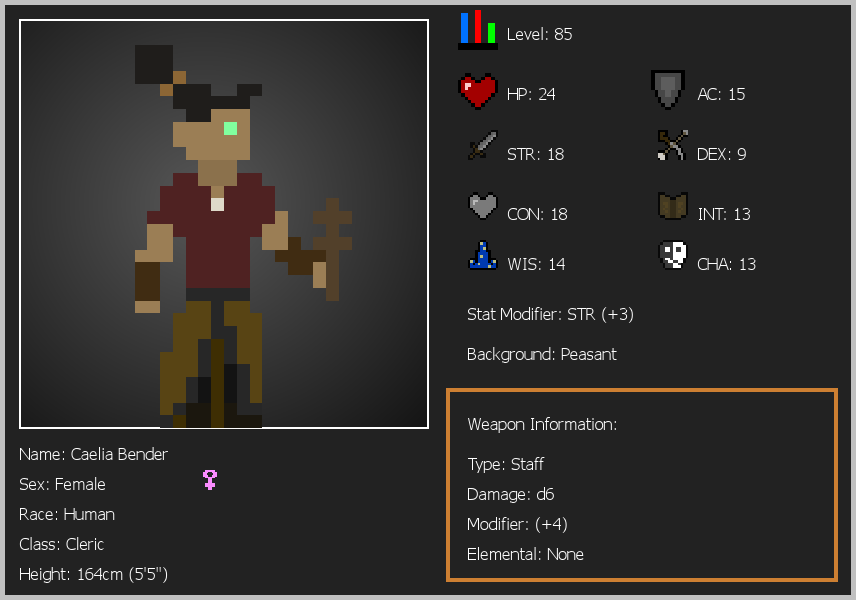 Level: 85
HP: 24
AC: 15
STR: 18
DEX: 9
CON: 18
INT: 13
WIS: 14
CHA: 13
Stat Modifier: STR (+3)
Background: Peasant
Weapon Information:
Type: Staff
Damage: d6
Modifier: (+4)
Elemental: None
Name: Caelia Bender
Sex: Female
Race: Human
Class: Cleric
Height: 164cm (5'5")